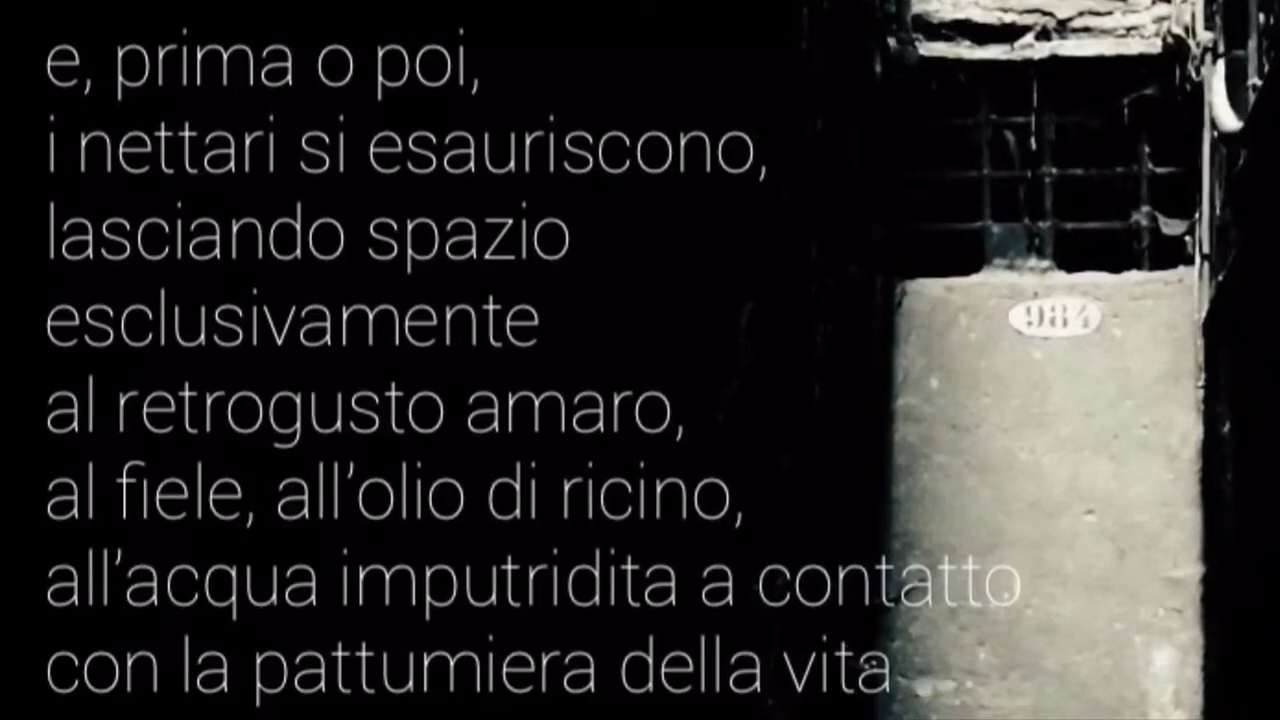 e, prima o poi,
i nettari si esauriscono,
lasciando spazio
esclusivamente
al retrogusto amaro,
al fiele, all’olio di ricino,
all’acqua imputridita a contatto
con la pattumiera della vita
984